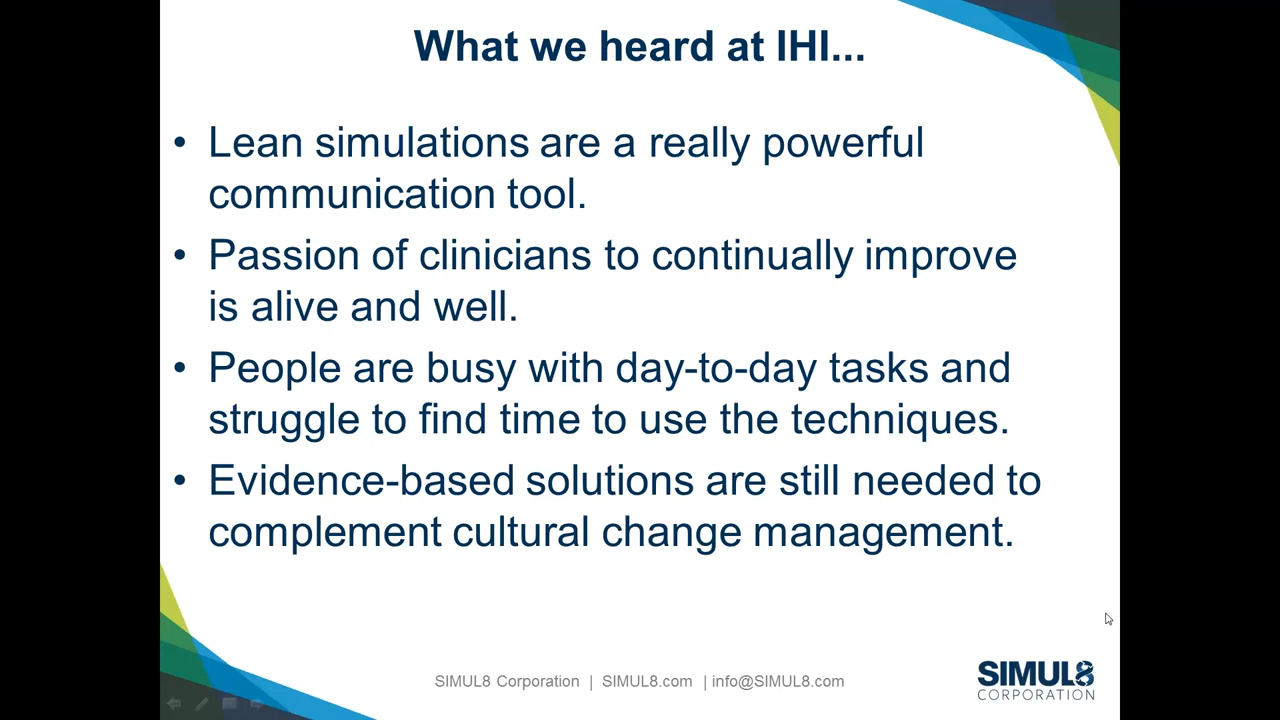 What we heard at IHI...
• Lean simulations are a really powerful
communication tool.
• Passion of clinicians to continually improve
is alive and well.
• People are busy with day-to-day tasks and
struggle to find time to use the techniques.
• Evidence-based solutions are still needed to
complement cultural change management.
SIMUL8 Corporation | SIMUL8.com | info@SIMUL8.com
SIMUL8
CORPORATION